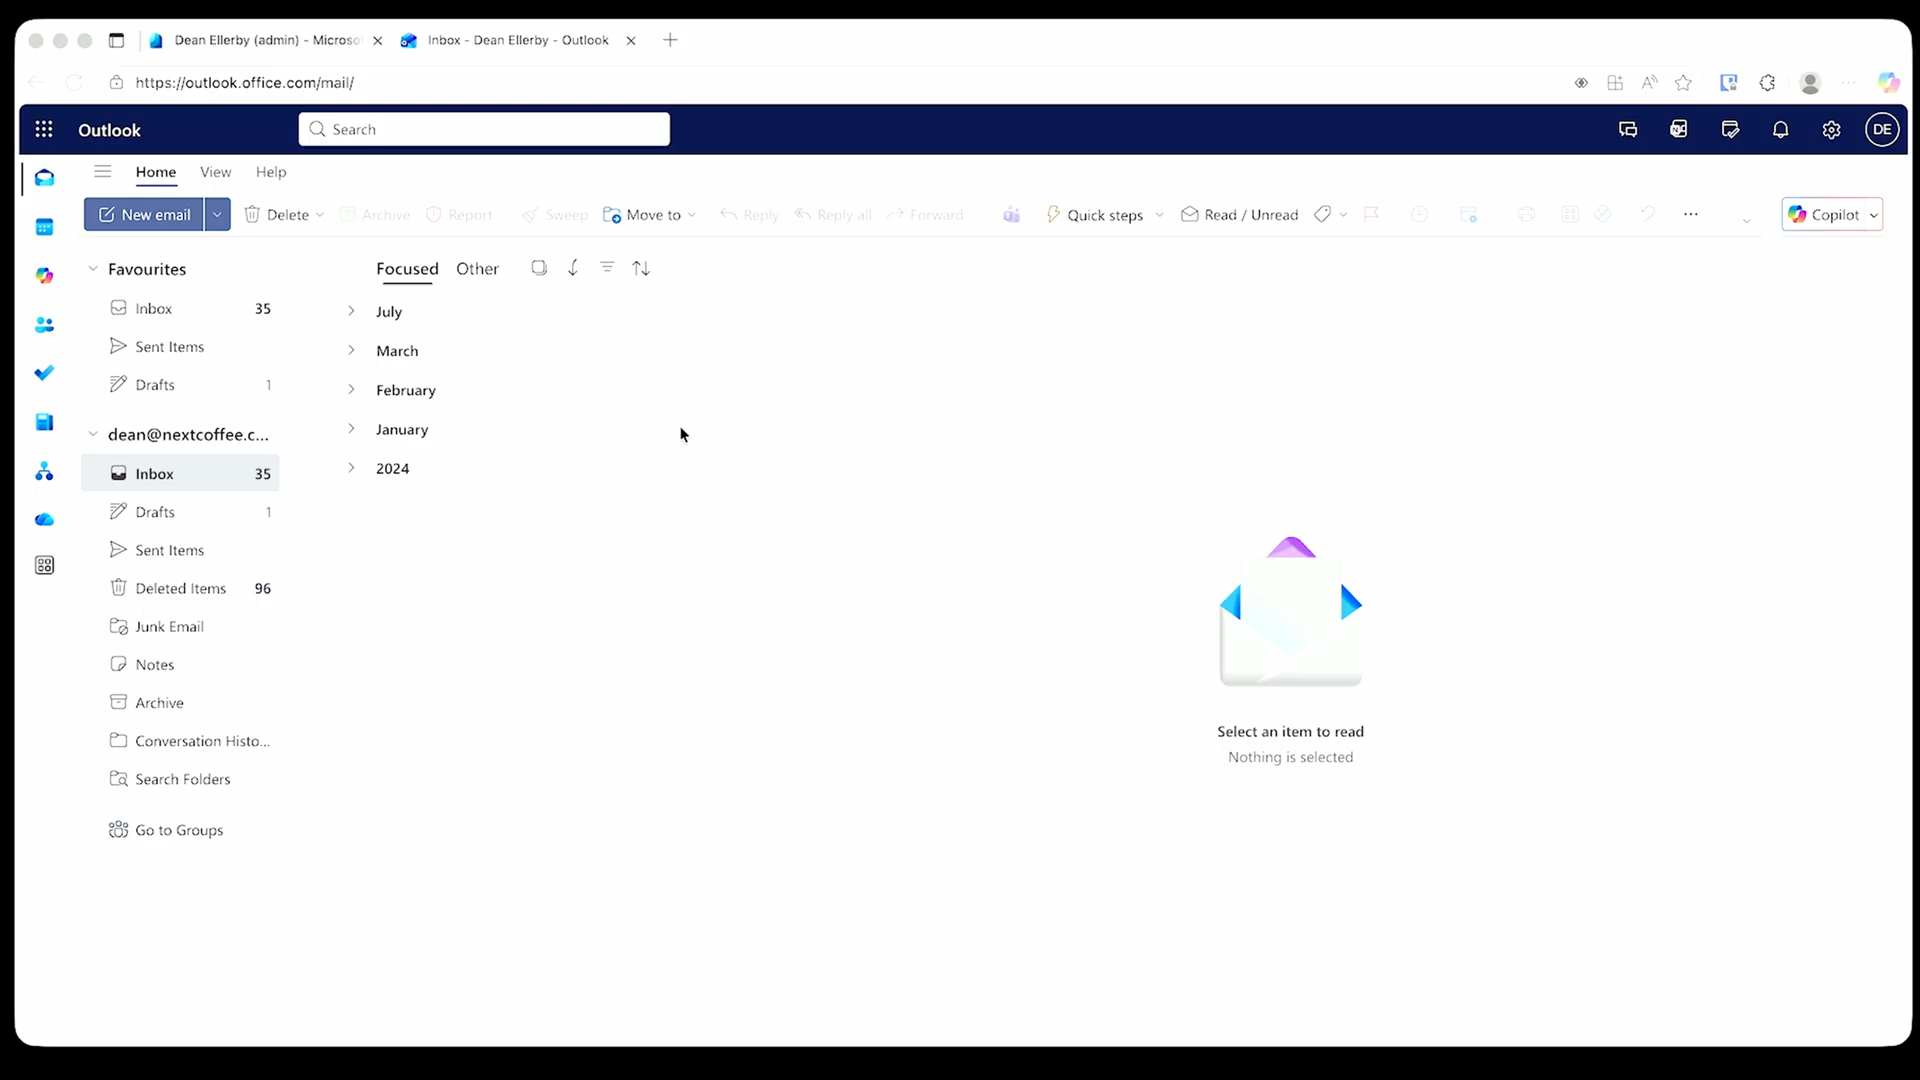 Dean Ellerby (admin) - Microso
Inbox - Dean Ellerby - Outlook
https://outlook.office.com/mail/
Outlook
Search
DE
Home
View
Help
New email
Delete
Archive
Report
Sweep
Move to
Reply
Reply all
Forward
Quick steps
Read / Unread
Copilot
Favourites
Inbox 35
Sent Items
Drafts 1
dean@nextcoffee.c...
Inbox 35
Drafts 1
Sent Items
Deleted Items 96
Junk Email
Notes
Archive
Conversation Histo...
Search Folders
Go to Groups
Focused
Other
July
March
February
January
2024
Select an item to read
Nothing is selected